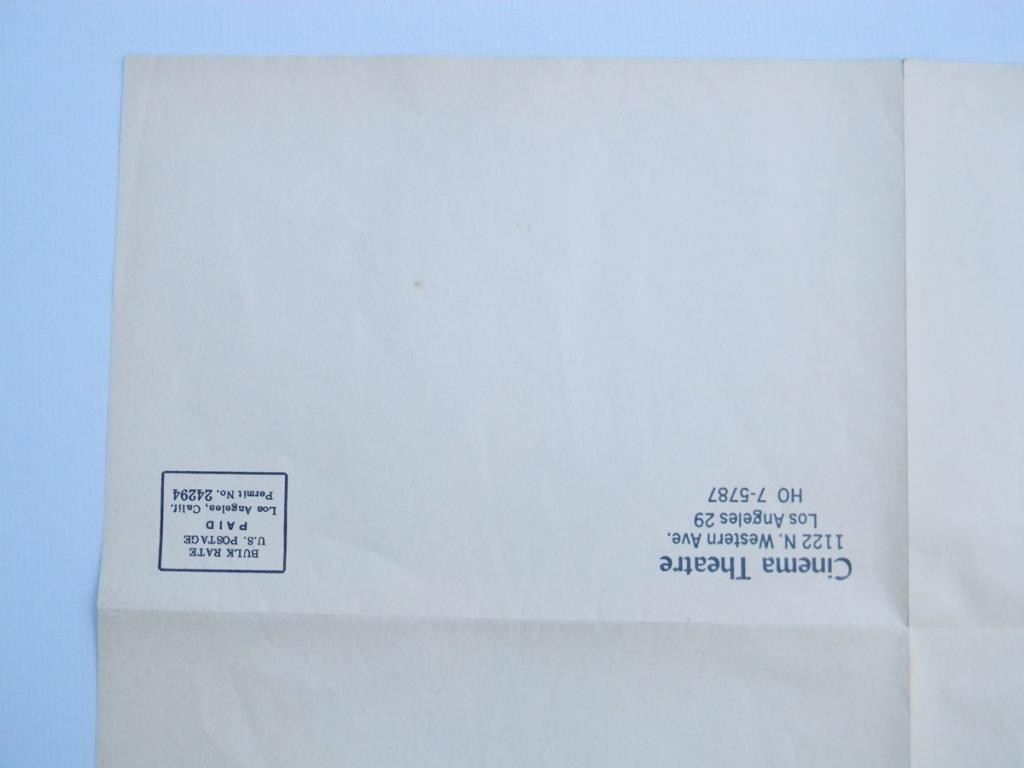 Cinema Theatre
1122 N. Western Ave.
Los Angeles 29
HO 7-5787
BULK RATE
U.S. POSTAGE
PAID
Los Angeles, Calif.
Permit No. 24294